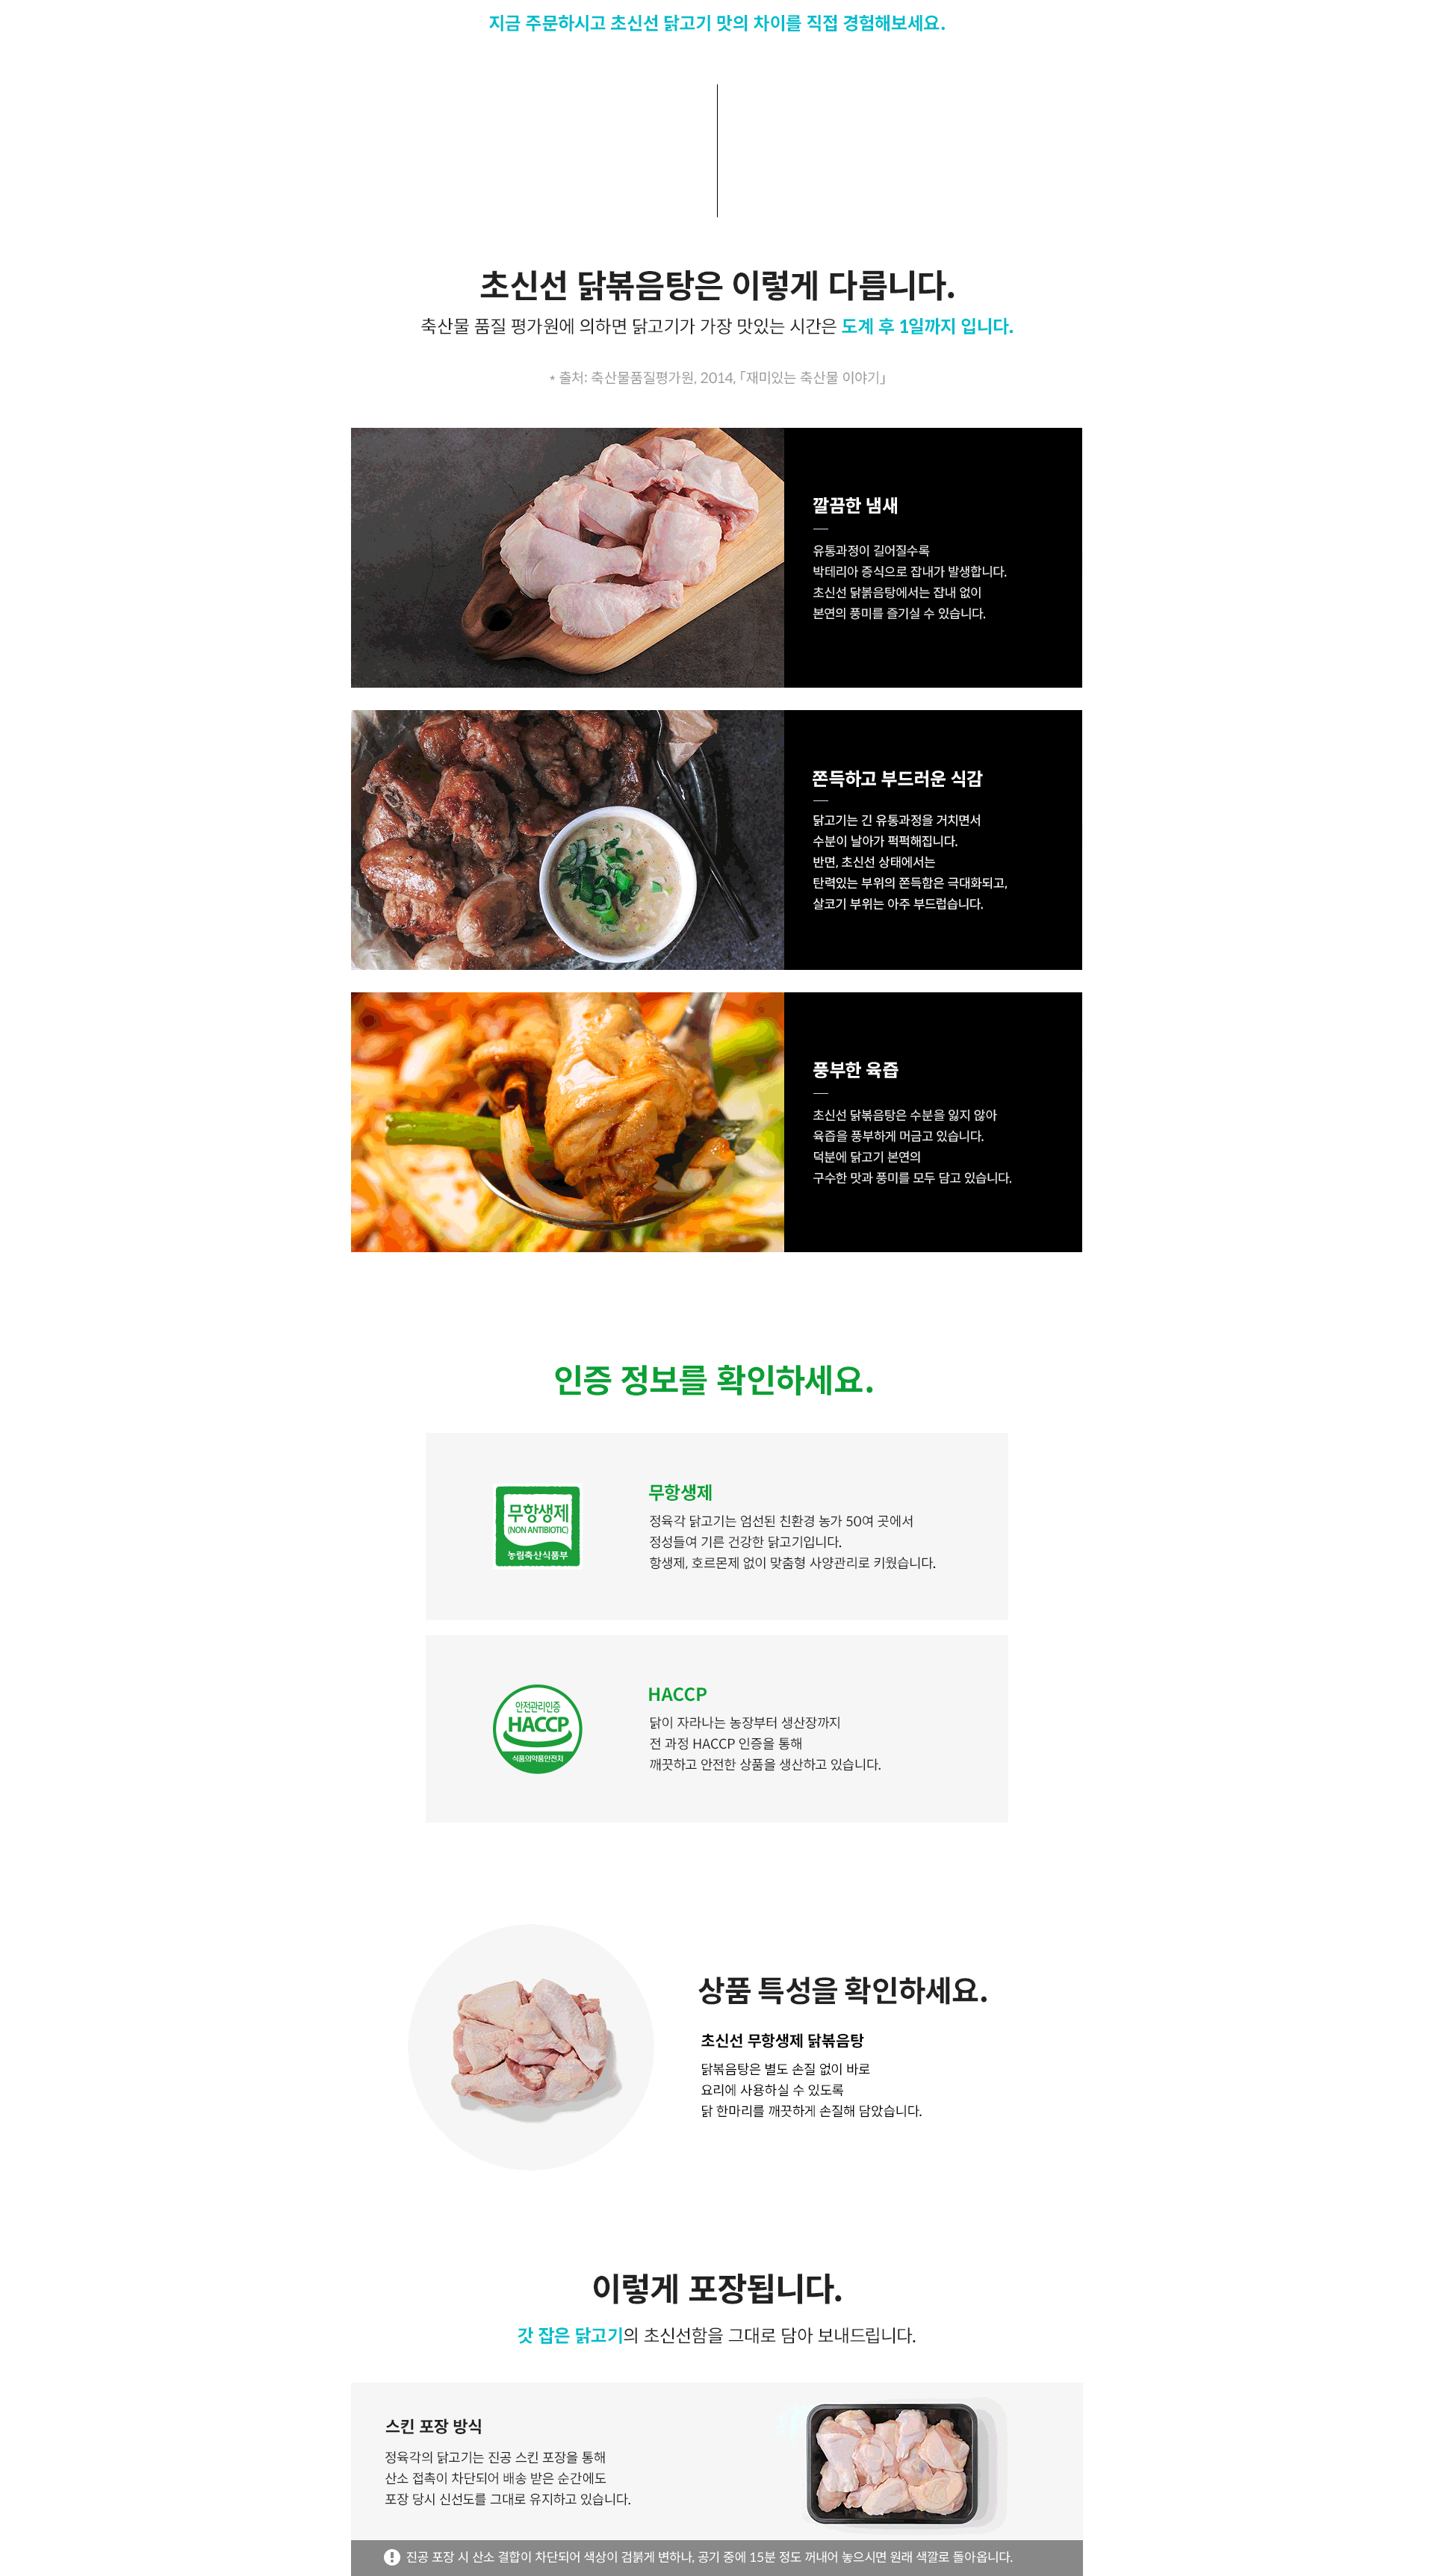 지금 주문하시고 초신선 닭고기 맛의 차이를 직접 경험해보세요.
초신선 닭볶음탕은 이렇게 다릅니다.
축산물 품질 평가원에 의하면 닭고기가 가장 맛있는 시간은 도계 후 1일까지 입니다.
* 출처: 축산물품질평가원, 2014, 「재미있는 축산물 이야기」
깔끔한 냄새
유통과정이 길어질수록
박테리아 증식으로 잡내가 발생합니다.
초신선 닭볶음탕에서는 잡내 없이
본연의 풍미를 즐기실 수 있습니다.
쫀득하고 부드러운 식감
닭고기는 긴 유통과정을 거치면서
수분이 날아가 퍽퍽해집니다.
반면, 초신선 상태에서는
탄력있는 부위의 쫀득함은 극대화되고,
살코기 부위는 아주 부드럽습니다.
풍부한 육즙
초신선 닭볶음탕은 수분을 잃지 않아
육즙을 풍부하게 머금고 있습니다.
덕분에 닭고기 본연의
구수한 맛과 풍미를 모두 담고 있습니다.
인증 정보를 확인하세요.
무항생제
(NON ANTIBIOTIC)
농림축산식품부
무항생제
정육각 닭고기는 엄선된 친환경 농가 50여 곳에서
정성들여 기른 건강한 닭고기입니다.
항생제, 호르몬제 없이 맞춤형 사양관리로 키웠습니다.
안전관리인증
HACCP
식품의약품안전처
HACCP
닭이 자라나는 농장부터 생산장까지
전 과정 HACCP 인증을 통해
깨끗하고 안전한 상품을 생산하고 있습니다.
상품 특성을 확인하세요.
초신선 무항생제 닭볶음탕
닭볶음탕은 별도 손질 없이 바로
요리에 사용하실 수 있도록
닭 한마리를 깨끗하게 손질해 담았습니다.
이렇게 포장됩니다.
갓 잡은 닭고기의 초신선함을 그대로 담아 보내드립니다.
스킨 포장 방식
정육각의 닭고기는 진공 스킨 포장을 통해
산소 접촉이 차단되어 배송 받은 순간에도
포장 당시 신선도를 그대로 유지하고 있습니다.
진공 포장 시 산소 결합이 차단되어 색상이 검붉게 변하나, 공기 중에 15분 정도 꺼내어 놓으시면 원래 색깔로 돌아옵니다.